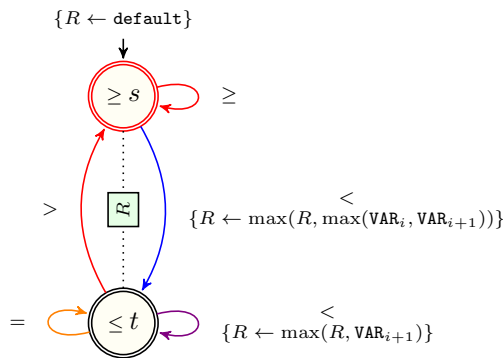 {R ← default}
≥ s
≥
<
{R ← max(R, max(VAR_i, VAR_{i+1}))}
>
R
=
≤ t
<
{R ← max(R, VAR_{i+1})}